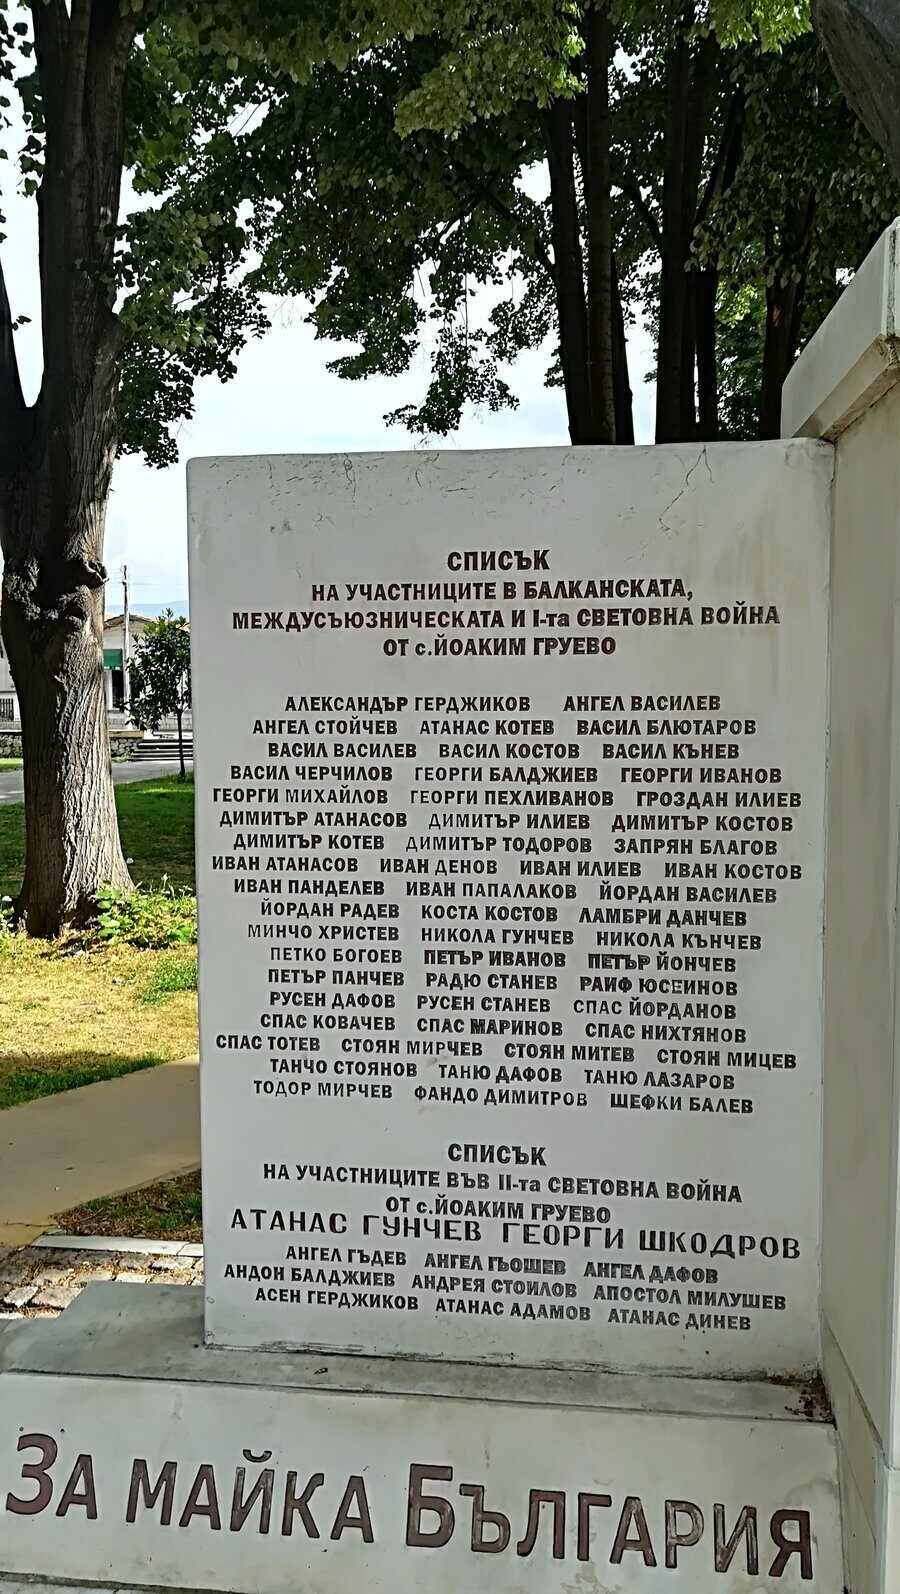 СПИСЪК
НА УЧАСТНИЦИТЕ В БАЛКАНСКАТА,
МЕЖДУСЪЮЗНИЧЕСКАТА И I-та СВЕТОВНА ВОЙНА
ОТ с.ЙОАКИМ ГРУЕВО
АЛЕКСАНДЪР ГЕРДЖИКОВ АНГЕЛ ВАСИЛЕВ
АНГЕЛ СТОЙЧЕВ АТАНАС КОТЕВ ВАСИЛ БЛЮТАРОВ
ВАСИЛ ВАСИЛЕВ ВАСИЛ КОСТОВ ВАСИЛ КЪНЕВ
ВАСИЛ ЧЕРЧИЛОВ ГЕОРГИ БАЛДЖИЕВ ГЕОРГИ ИВАНОВ
ГЕОРГИ МИХАЙЛОВ ГЕОРГИ ПЕХЛИВАНОВ ГРОЗДАН ИЛИЕВ
ДИМИТЪР АТАНАСОВ ДИМИТЪР ИЛИЕВ ДИМИТЪР КОСТОВ
ДИМИТЪР КОТЕВ ДИМИТЪР ТОДОРОВ ЗАПРЯН БЛАГОВ
ИВАН АТАНАСОВ ИВАН ДЕНОВ ИВАН ИЛИЕВ ИВАН КОСТОВ
ИВАН ПАНДЕЛЕВ ИВАН ПАПАЛАКОВ ЙОРДАН ВАСИЛЕВ
ЙОРДАН РАДЕВ КОСТА КОСТОВ ЛАМБРИ ДАНЧЕВ
МИНЧО ХРИСТЕВ НИКОЛА ГУНЧЕВ НИКОЛА КЪНЧЕВ
ПЕТКО БОГОЕВ ПЕТЪР ИВАНОВ ПЕТЪР ЙОНЧЕВ
ПЕТЪР ПАНЧЕВ РАДЮ СТАНЕВ РАИФ ЮСЕИНОВ
РУСЕН ДАФОВ РУСЕН СТАНЕВ СПАС ЙОРДАНОВ
СПАС КОВАЧЕВ СПАС МАРИНОВ СПАС НИХТЯНОВ
СПАС ТОТЕВ СТОЯН МИРЧЕВ СТОЯН МИТЕВ СТОЯН МИЦЕВ
ТАНЧО СТОЯНОВ ТАНЮ ДАФОВ ТАНЮ ЛАЗАРОВ
ТОДОР МИРЧЕВ ФАНДО ДИМИТРОВ ШЕФКИ БАЛЕВ
СПИСЪК
НА УЧАСТНИЦИТЕ ВЪВ II-та СВЕТОВНА ВОЙНА
ОТ с.ЙОАКИМ ГРУЕВО
АТАНАС ГУНЧЕВ ГЕОРГИ ШКОДРОВ
АНГЕЛ ГЪДЕВ АНГЕЛ ГЬОШЕВ АНГЕЛ ДАФОВ
АНДОН БАЛДЖИЕВ АНДРЕЯ СТОИЛОВ АПОСТОЛ МИЛУШЕВ
АСЕН ГЕРДЖИКОВ АТАНАС АДАМОВ АТАНАС ДИНЕВ
ЗА МАЙКА БЪЛГАРИЯ